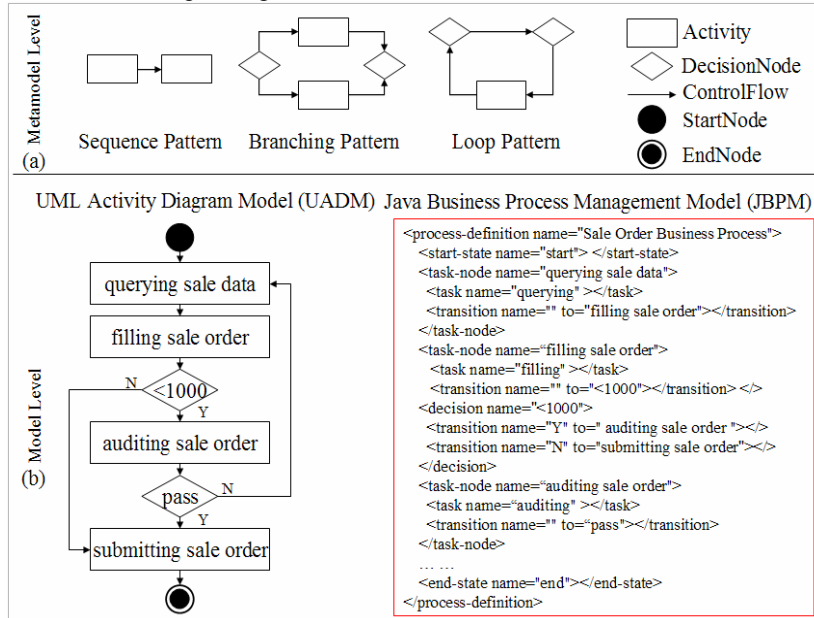 Metamodel Level
Activity
DecisionNode
ControlFlow
StartNode
EndNode
Sequence Pattern Branching Pattern Loop Pattern
(a)
UML Activity Diagram Model (UADM) Java Business Process Management Model (JBPM)
Model Level
(b)
querying sale data
filling sale order
N
<1000
Y
auditing sale order
pass
N
Y
submitting sale order
<process-definition name="Sale Order Business Process">
<start-state name="start"> </start-state>
<task-node name="querying sale data">
<task name="querying" ></task>
<transition name="" to="filling sale order"></transition>
</task-node>
<task-node name=“filling sale order">
<task name="filling" ></task>
<transition name="" to="<1000"></transition> </>
<decision name="<1000">
<transition name="Y" to=" auditing sale order "></>
<transition name="N" to="submitting sale order"></>
</decision>
<task-node name=“auditing sale order">
<task name=“auditing" ></task>
<transition name="" to=“pass"></transition>
</task-node>
… …
<end-state name="end"></end-state>
</process-definition>